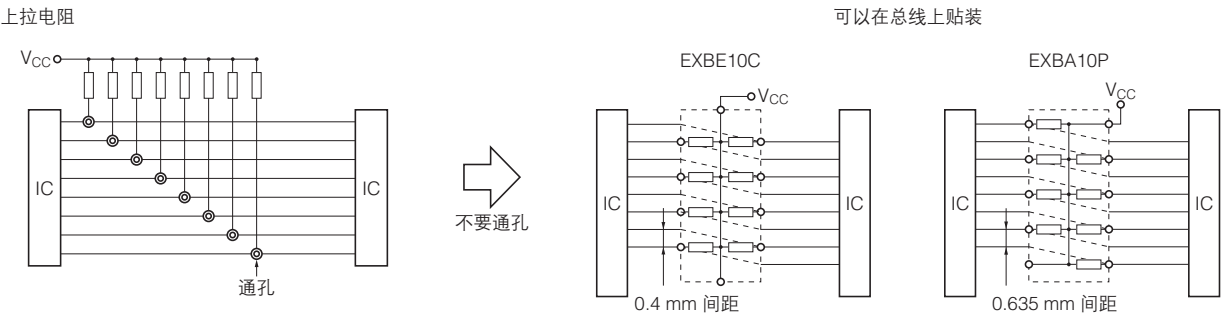 上拉电阻
可以在总线上贴装
VCC
IC
IC
通孔
不要通孔
EXBE10C
VCC
IC
IC
0.4 mm 间距
EXBA10P
VCC
IC
IC
0.635 mm 间距